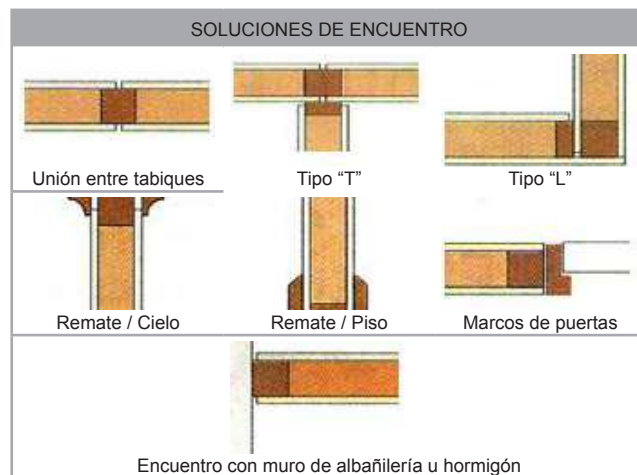 SOLUCIONES DE ENCUENTRO
Unión entre tabiques
Tipo “T”
Tipo “L”
Remate / Cielo
Remate / Piso
Marcos de puertas
Encuentro con muro de albañilería u hormigón